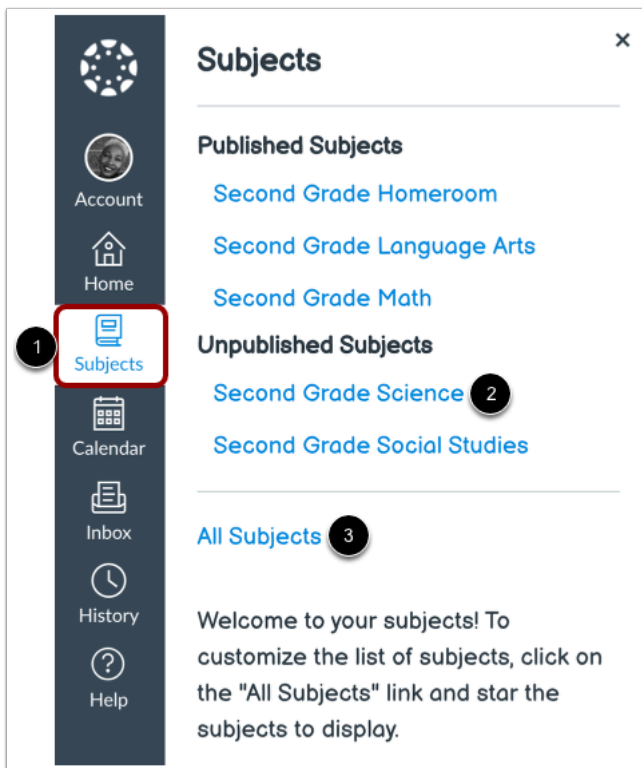 Subjects
×
Published Subjects
Account
Second Grade Homeroom
Second Grade Language Arts
Home
Second Grade Math
1
Subjects
Unpublished Subjects
Second Grade Science 2
Calendar
Second Grade Social Studies
Inbox
All Subjects 3
History
Welcome to your subjects! To
customize the list of subjects, click on
the "All Subjects" link and star the
subjects to display.
?
Help